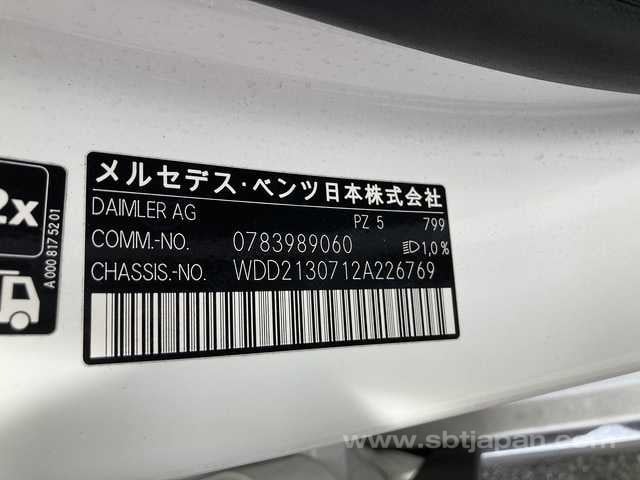 メルセデス・ベンツ日本株式会社
DAIMLER AG PZ 5 799
COMM.-NO. 0783989060 1,0%
CHASSIS.-NO. WDD2130712A226769
2x
A 000 817 52 01
www.sbtjapan.com